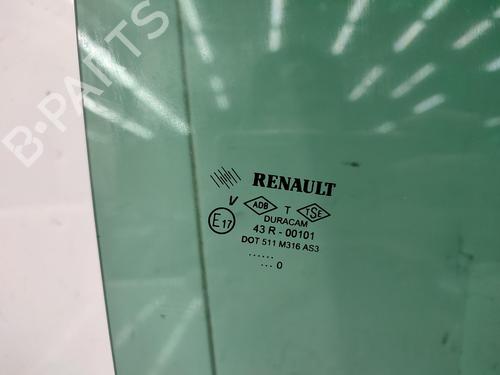 B-PARTS
RENAULT
V ADB T TSE
E17 DURACAM
43 R - 00101
DOT 511 M316 AS3
......
... 0